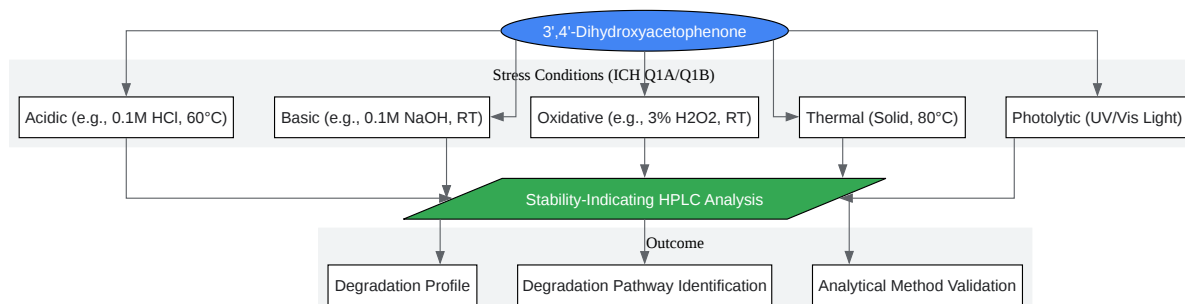 3',4'-Dihydroxyacetophenone
Stress Conditions (ICH Q1A/Q1B)
Acidic (e.g., 0.1M HCl, 60°C)
Basic (e.g., 0.1M NaOH, RT)
Oxidative (e.g., 3% H2O2, RT)
Thermal (Solid, 80°C)
Photolytic (UV/Vis Light)
Stability-Indicating HPLC Analysis
Outcome
Degradation Profile
Degradation Pathway Identification
Analytical Method Validation